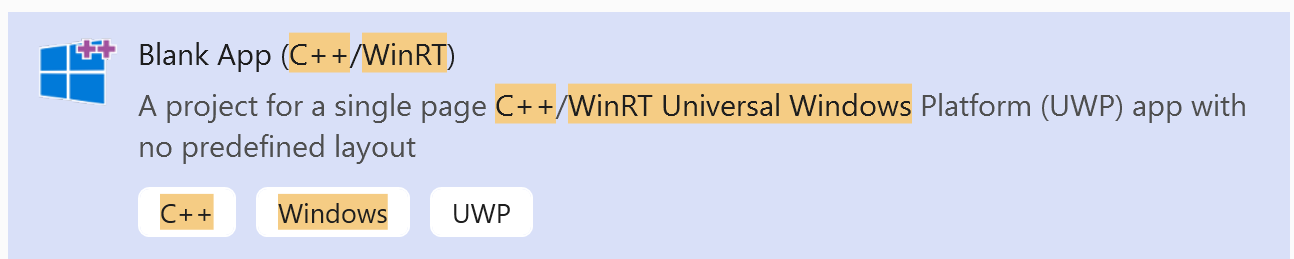 Blank App (C++/WinRT)
A project for a single page C++/WinRT Universal Windows Platform (UWP) app with
no predefined layout
C++ Windows UWP